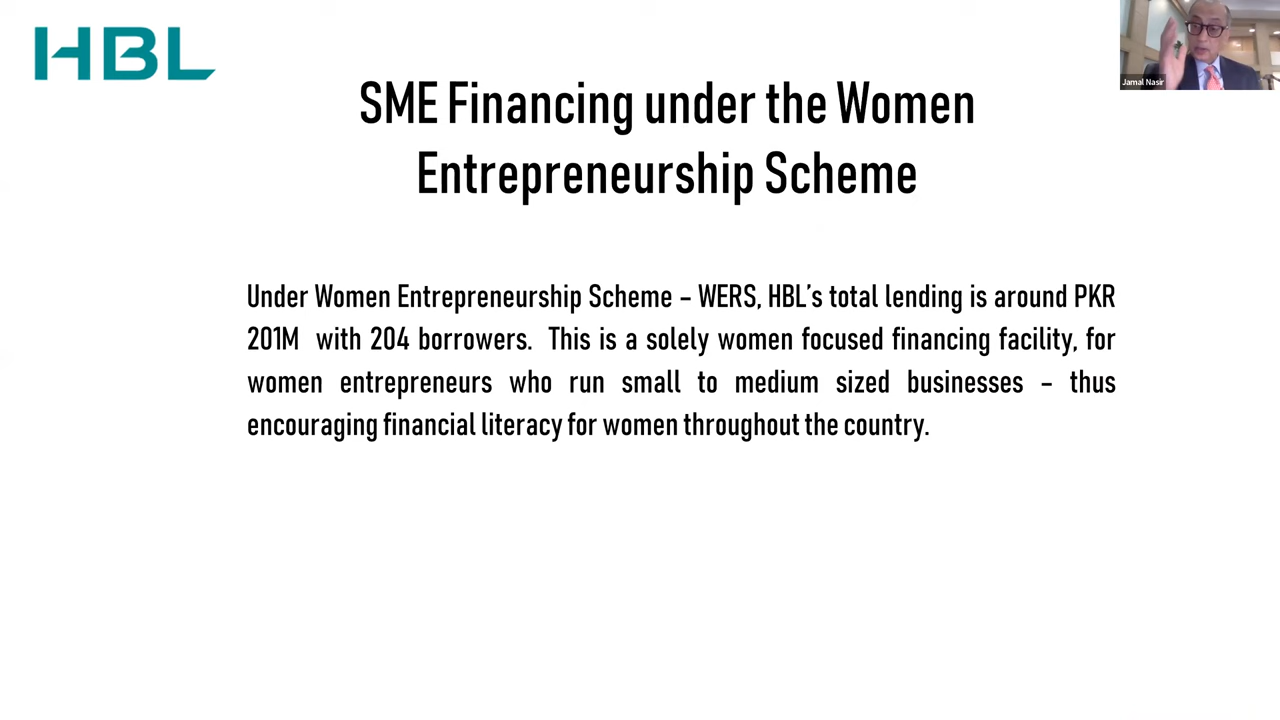 HBL
Jamal Nasir
SME Financing under the Women
Entrepreneurship Scheme
Under Women Entrepreneurship Scheme – WERS, HBL's total lending is around PKR
201M with 204 borrowers. This is a solely women focused financing facility, for
women entrepreneurs who run small to medium sized businesses – thus
encouraging financial literacy for women throughout the country.